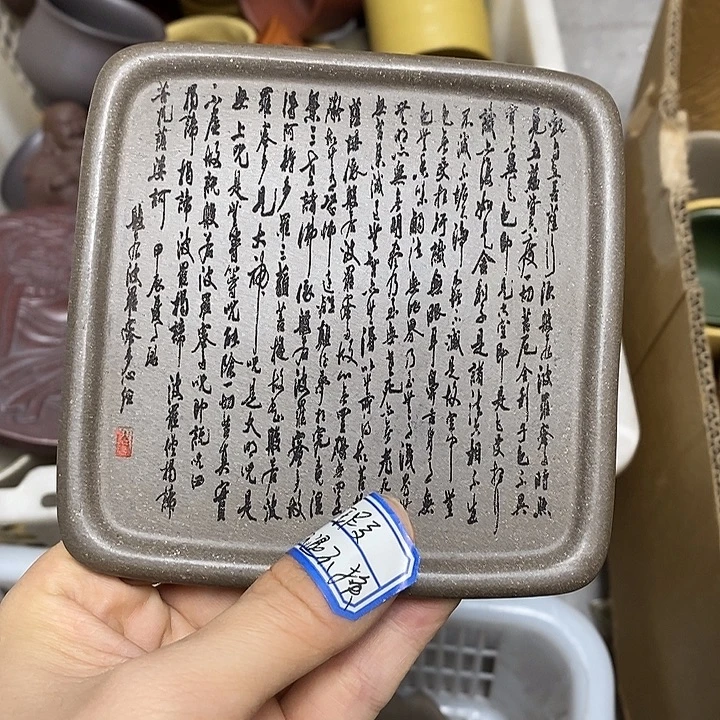 觀自在菩薩行深般若波羅蜜多時照
見五蘊皆空度一切苦厄舍利子色不異
空空不異色色即是空空即是色受想行
識亦復如是舍利子是諸法空相不生
不滅不垢不淨不增不減是故空中無
色無受想行識無眼耳鼻舌身意無
色聲香味觸法無眼界乃至無意識界
無無明亦無無明盡乃至無老死亦無老死
盡無苦集滅道無智亦無得以無所得故菩提
薩埵依般若波羅蜜多故心無罣礙無罣
礙故無有恐怖遠離顛倒夢想究竟涅
槃三世諸佛依般若波羅蜜多故
得阿耨多羅三藐三菩提故知般若波
羅蜜多是大神咒是大明咒是
無上咒是無等等咒能除一切苦真實
不虛故說般若波羅蜜多咒即說咒曰
揭諦揭諦波羅揭諦波羅僧揭諦
菩提薩婆訶
甲辰夏
般若波羅蜜多心經